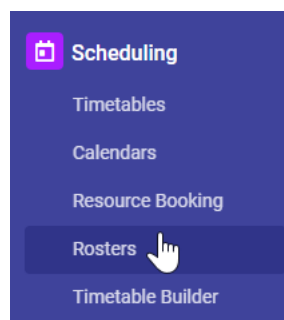 Scheduling
Timetables
Calendars
Resource Booking
Rosters
Timetable Builder